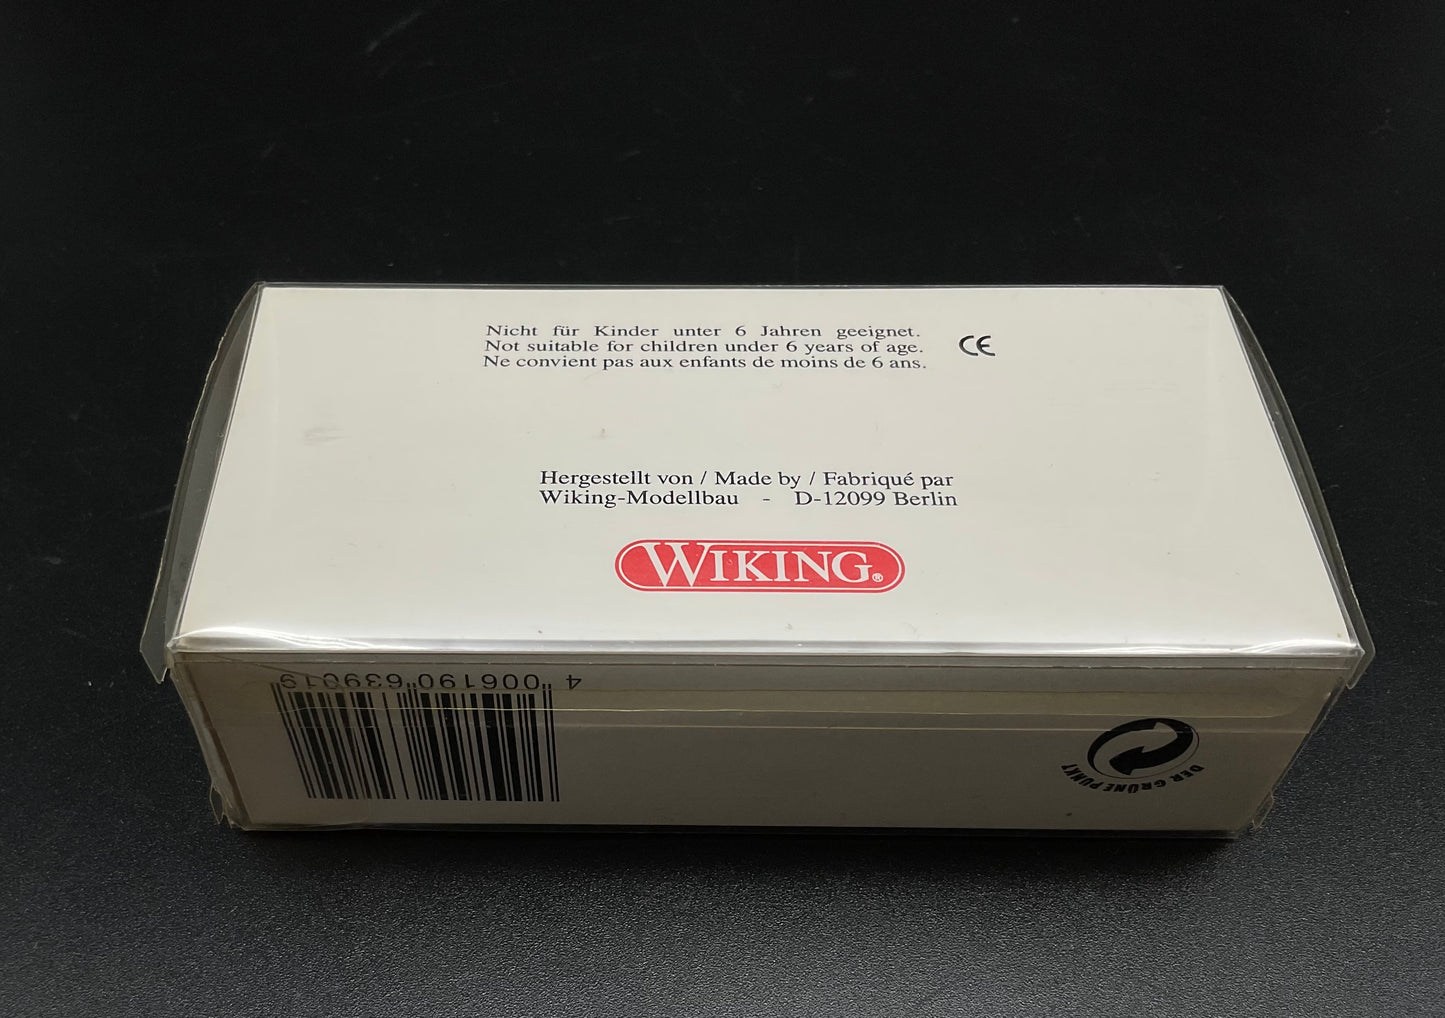 Nicht für Kinder unter 6 Jahren geeignet.
Not suitable for children under 6 years of age.
Ne convient pas aux enfants de moins de 6 ans.
CE
Hergestellt von / Made by / Fabriqué par
Wiking-Modellbau - D-12099 Berlin
WIKING®
4 006190 639019
DER GRÜNE PUNKT